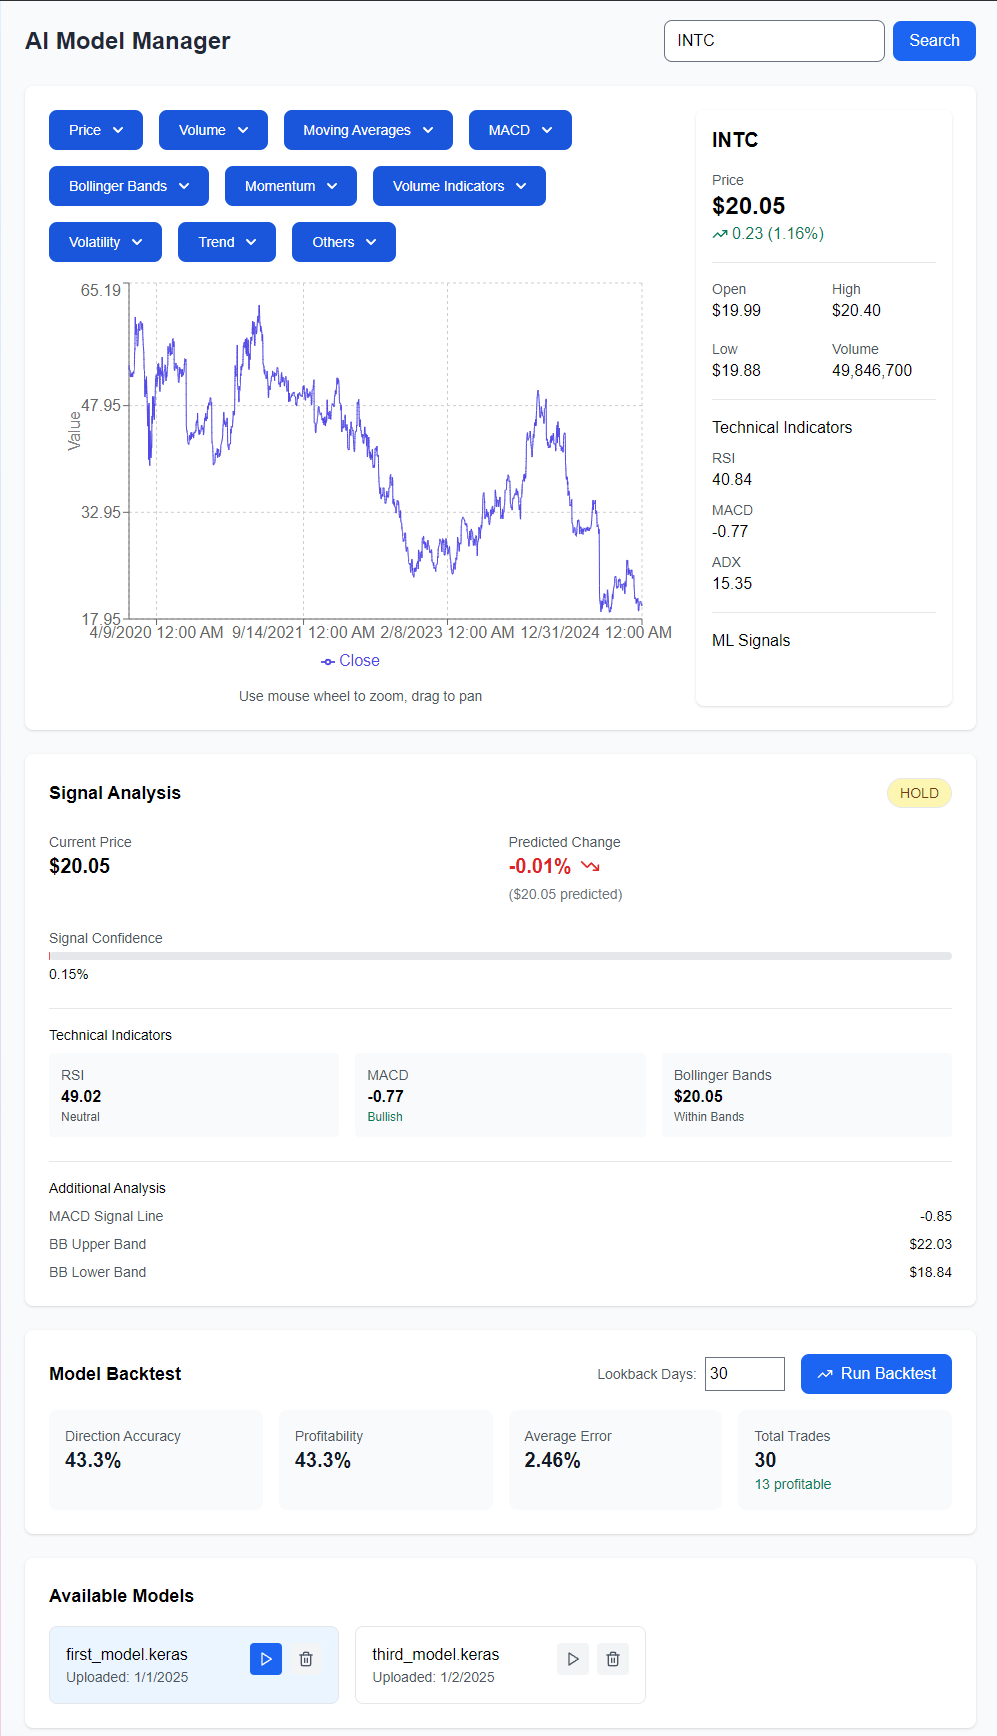 AI Model Manager
INTC
Search
Price
Volume
Moving Averages
MACD
Bollinger Bands
Momentum
Volume Indicators
Volatility
Trend
Others
65.19
47.95
32.95
17.95
Value
4/9/2020 12:00 AM
9/14/2021 12:00 AM
2/8/2023 12:00 AM
12/31/2024 12:00 AM
Close
Use mouse wheel to zoom, drag to pan
INTC
Price
$20.05
0.23 (1.16%)
Open
High
$19.99
$20.40
Low
Volume
$19.88
49,846,700
Technical Indicators
RSI
40.84
MACD
-0.77
ADX
15.35
ML Signals
Signal Analysis
HOLD
Current Price
$20.05
Predicted Change
-0.01%
($20.05 predicted)
Signal Confidence
0.15%
Technical Indicators
RSI
49.02
Neutral
MACD
-0.77
Bullish
Bollinger Bands
$20.05
Within Bands
Additional Analysis
MACD Signal Line
-0.85
BB Upper Band
$22.03
BB Lower Band
$18.84
Model Backtest
Lookback Days:
30
Run Backtest
Direction Accuracy
43.3%
Profitability
43.3%
Average Error
2.46%
Total Trades
30
13 profitable
Available Models
first_model.keras
Uploaded: 1/1/2025
third_model.keras
Uploaded: 1/2/2025